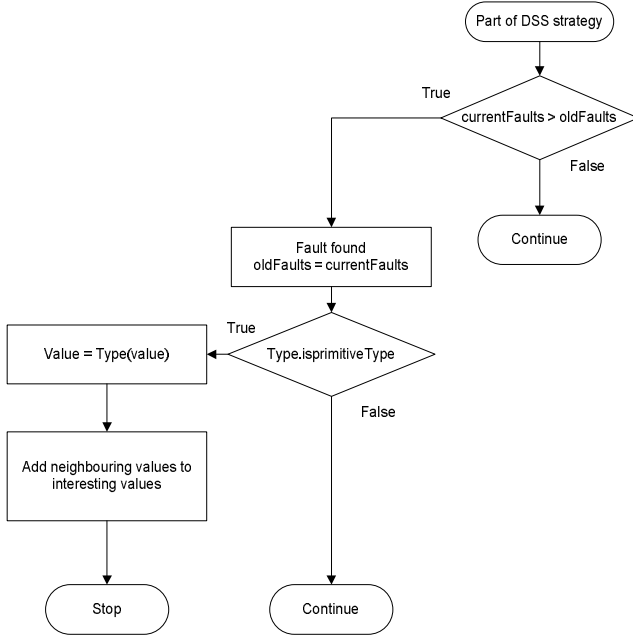 Part of DSS strategy
True
currentFaults > oldFaults
False
Continue
Fault found
oldFaults = currentFaults
True
Value = Type(value)
Type.isprimitiveType
False
Add neighbouring values to
interesting values
Stop
Continue